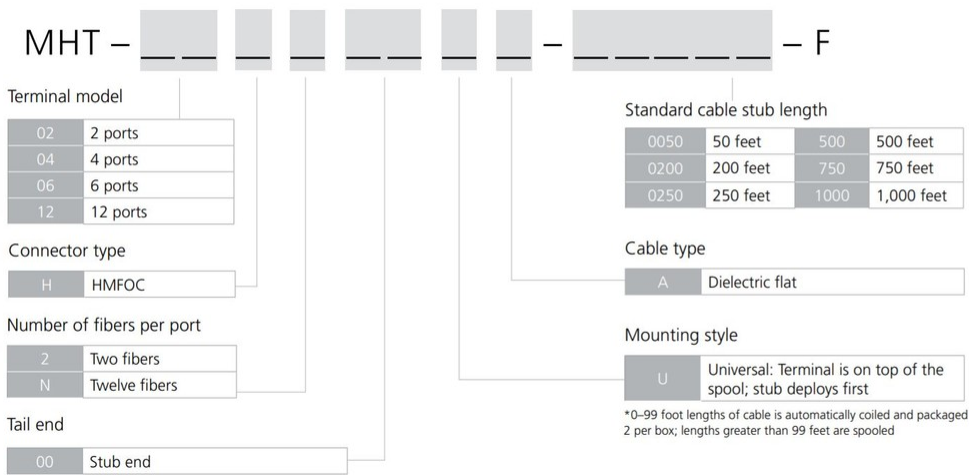 MHT – __ _ _ __ _ _ – _____ – F
Terminal model
02 2 ports
04 4 ports
06 6 ports
12 12 ports
Connector type
H HMFOC
Number of fibers per port
2 Two fibers
N Twelve fibers
Tail end
00 Stub end
Standard cable stub length
0050 50 feet 500 500 feet
0200 200 feet 750 750 feet
0250 250 feet 1000 1,000 feet
Cable type
A Dielectric flat
Mounting style
U Universal: Terminal is on top of the
spool; stub deploys first
*0–99 foot lengths of cable is automatically coiled and packaged
2 per box; lengths greater than 99 feet are spooled